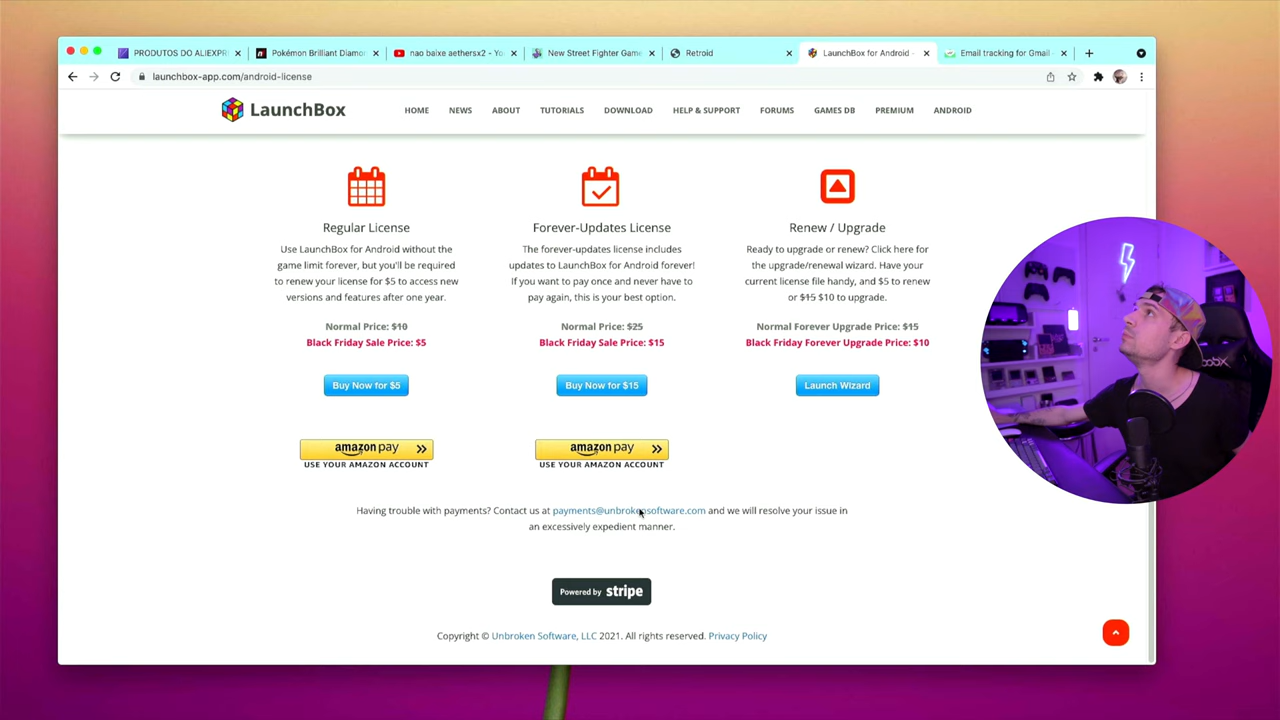 PRODUTOS DO ALIEXPR
Pokémon Brilliant Diamon
nao baixe aethersx2 - Yo
New Street Fighter Game
Retroid
LaunchBox for Android -
Email tracking for Gmail -
launchbox-app.com/android-license
LaunchBox
HOME
NEWS
ABOUT
TUTORIALS
DOWNLOAD
HELP & SUPPORT
FORUMS
GAMES DB
PREMIUM
ANDROID
Regular License
Use LaunchBox for Android without the
game limit forever, but you'll be required
to renew your license for $5 to access new
versions and features after one year.
Normal Price: $10
Black Friday Sale Price: $5
Buy Now for $5
amazon pay
USE YOUR AMAZON ACCOUNT
Forever-Updates License
The forever-updates license includes
updates to LaunchBox for Android forever!
If you want to pay once and never have to
pay again, this is your best option.
Normal Price: $25
Black Friday Sale Price: $15
Buy Now for $15
amazon pay
USE YOUR AMAZON ACCOUNT
Renew / Upgrade
Ready to upgrade or renew? Click here for
the upgrade/renewal wizard. Have your
current license file handy, and $5 to renew
or $15 $10 to upgrade.
Normal Forever Upgrade Price: $15
Black Friday Forever Upgrade Price: $10
Launch Wizard
Having trouble with payments? Contact us at payments@unbrokensoftware.com and we will resolve your issue in
an excessively expedient manner.
Powered by stripe
Copyright © Unbroken Software, LLC 2021. All rights reserved. Privacy Policy